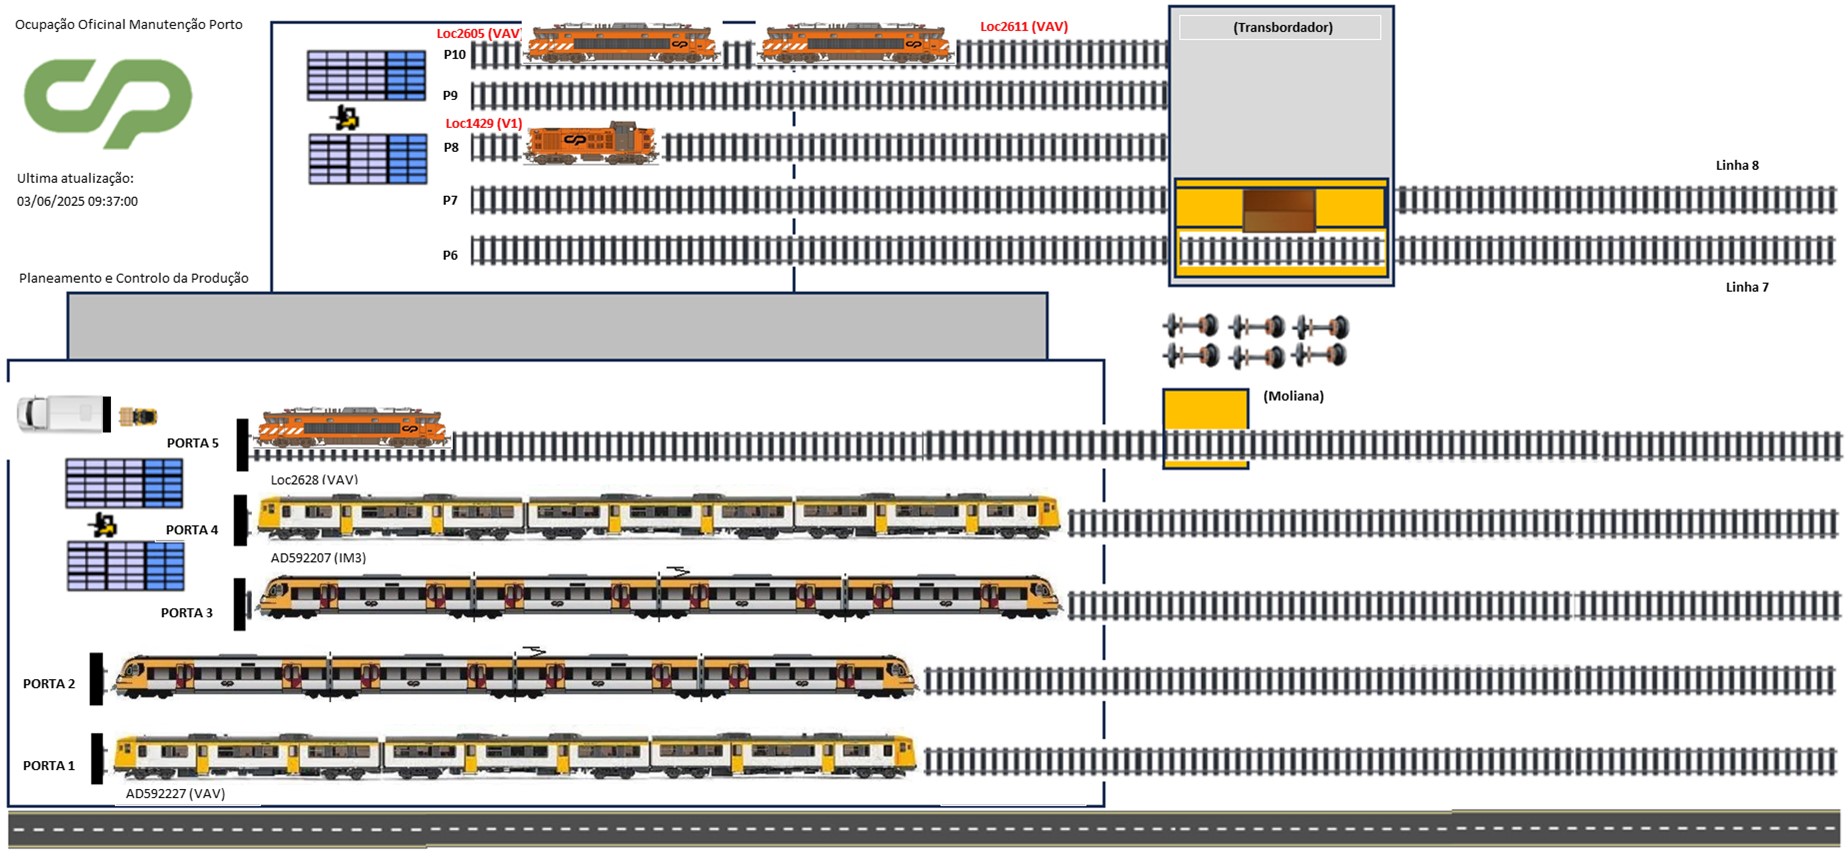 Ocupação Oficinal Manutenção Porto
Loc2605 (VAV)
Loc2611 (VAV)
(Transbordador)
P10
P9
Loc1429 (V1)
P8
Ultima atualização:
03/06/2025 09:37:00
Linha 8
P7
P6
Planeamento e Controlo da Produção
Linha 7
(Moliana)
PORTA 5
Loc2628 (VAV)
PORTA 4
AD592207 (IM3)
PORTA 3
PORTA 2
PORTA 1
AD592227 (VAV)